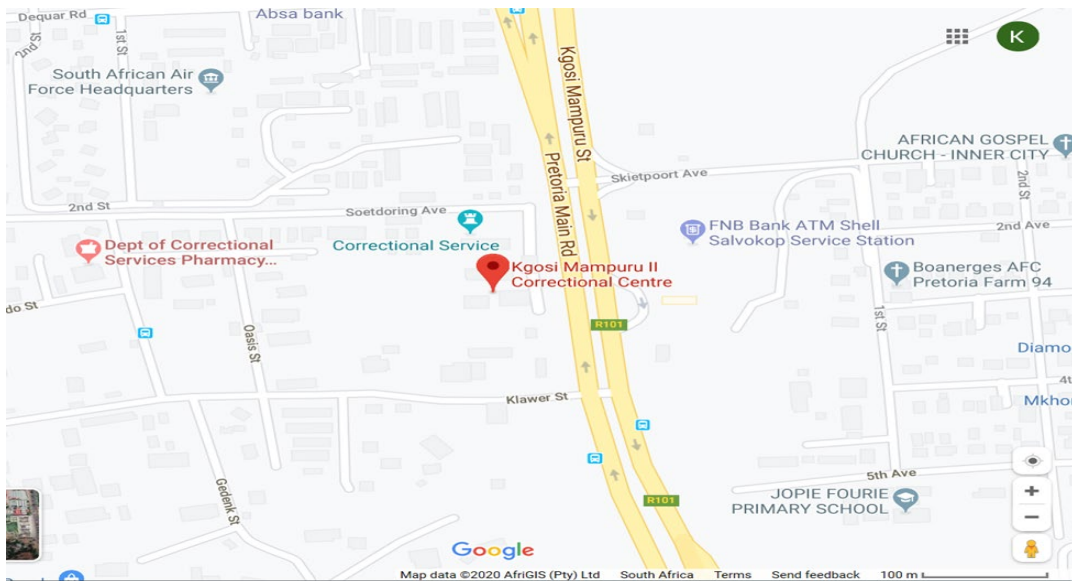 Dequar Rd
Absa bank
K
2nd St
1st St
South African Air
Force Headquarters
Kgosi Mampuru St
Pretoria Main Rd
AFRICAN GOSPEL
CHURCH - INNER CITY
Skietpoort Ave
2nd St
2nd St
Soetdoring Ave
Correctional Service
FNB Bank ATM Shell
Salvokop Service Station
2nd Ave
Dept of Correctional
Services Pharmacy...
Kgosi Mampuru II
Correctional Centre
Boanerges AFC
Pretoria Farm 94
do St
Oasis St
R101
1st St
Diamo
4t
Klawer St
Mkhor
Gedenk St
5th Ave
R101
JOPIE FOURIE
PRIMARY SCHOOL
Google
Map data ©2020 AfriGIS (Pty) Ltd South Africa Terms Send feedback 100 m